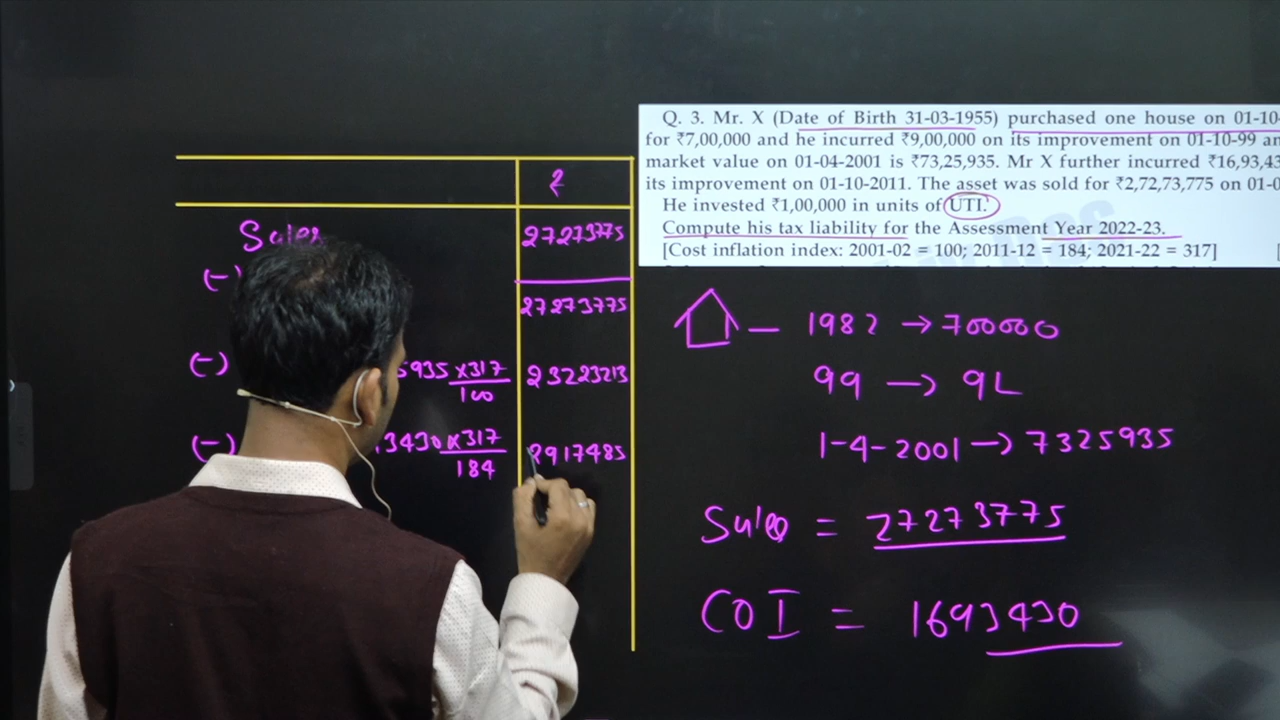 Q. 3. Mr. X (Date of Birth 31-03-1955) purchased one house on 01-10-
for ₹7,00,000 and he incurred ₹9,00,000 on its improvement on 01-10-99 an
market value on 01-04-2001 is ₹73,25,935. Mr X further incurred ₹16,93,43
its improvement on 01-10-2011. The asset was sold for ₹2,72,73,775 on 01-0
He invested ₹1,00,000 in units of UTI.
Compute his tax liability for the Assessment Year 2022-23.
[Cost inflation index: 2001-02 = 100; 2011-12 = 184; 2021-22 = 317]
₹
Sales 27273775
(-)
27273775
(-) 5935 x317/100 23223213
(-) 93430 x317/184 2917485
— 1982 → 700000
99 → 9L
1-4-2001 → 7325935
Sales = 27273775
COI = 1693430